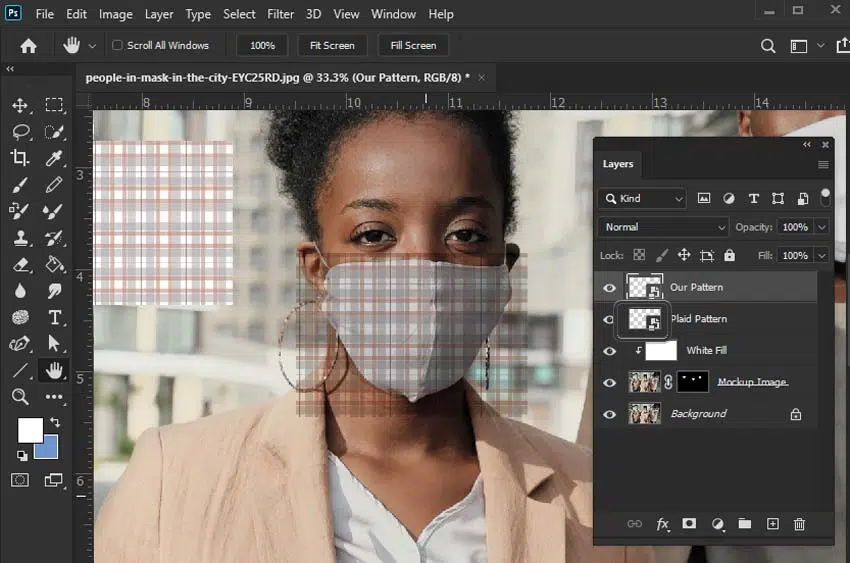 Ps File Edit Image Layer Type Select Filter 3D View Window Help
Scroll All Windows 100% Fit Screen Fill Screen
people-in-mask-in-the-city-EYC25RD.jpg @ 33.3% (Our Pattern, RGB/8) *
8 9 10 11 12 13 14
3
4
5
6
Layers
Kind
Normal Opacity: 100%
Lock: Fill: 100%
Our Pattern
Plaid Pattern
White Fill
Mockup Image
Background
fx